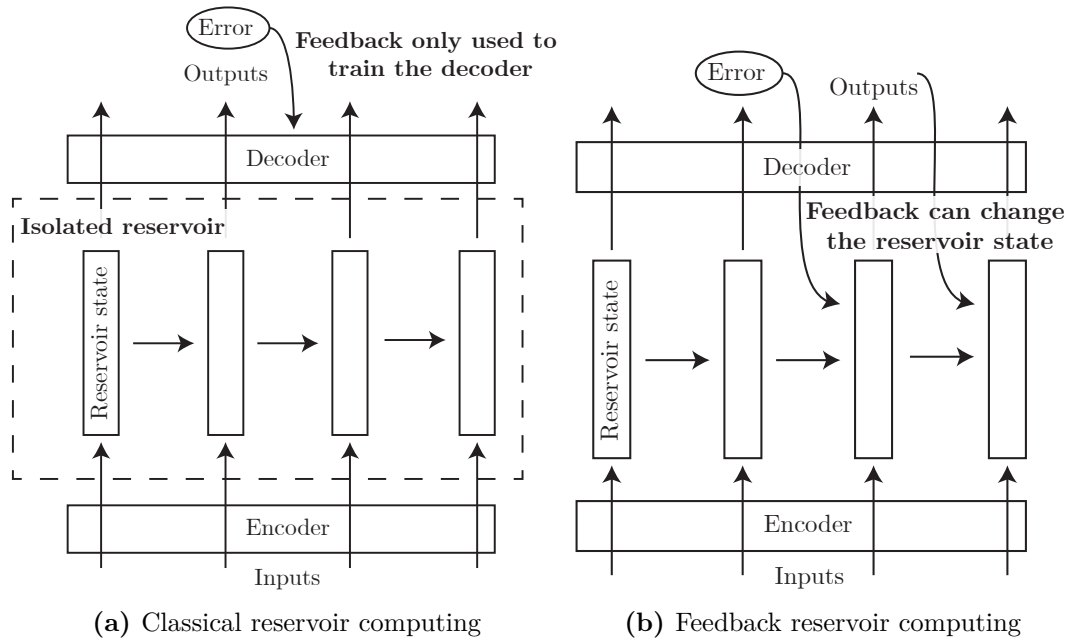 Error
Feedback only used to
train the decoder
Outputs
Decoder
Isolated reservoir
Reservoir state
Encoder
Inputs
(a) Classical reservoir computing
Error
Outputs
Decoder
Feedback can change
the reservoir state
Reservoir state
Encoder
Inputs
(b) Feedback reservoir computing